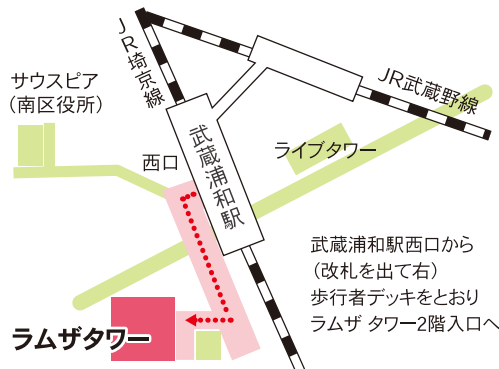 JR埼京線
サウスピア
（南区役所）
JR武蔵野線
西口
武蔵浦和駅
ライブタワー
武蔵浦和駅西口から
（改札を出て右）
歩行者デッキをとおり
ラムザ タワー2階入口へ
ラムザタワー